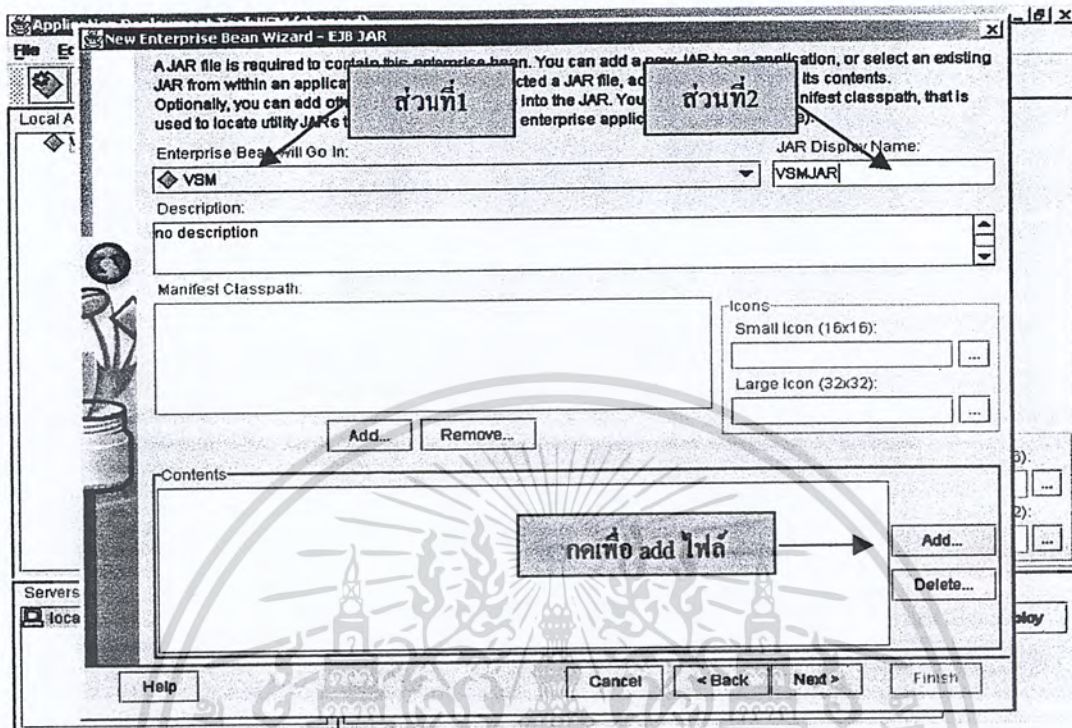 New Enterprise Bean Wizard - EJB JAR
File
A JAR file is required to contain this enterprise bean. You can add a new JAR to an application, or select an existing
JAR from within an applica cted a JAR file, ad its contents.
Optionally, you can add oth into the JAR. You nifest classpath, that is
used to locate utility JARs t enterprise applic
ส่วนที่1
ส่วนที่2
Local A
Enterprise Bean Will Go In:
JAR Display Name:
VSM
VSMJAR
Description:
no description
Manifest Classpath:
Icons
Small Icon (16x16):
...
Large Icon (32x32):
...
Add...
Remove...
Contents
กดเพื่อ add ไฟล์
Add...
Delete...
...
...
Servers
loca
ploy
Help
Cancel
< Back
Next >
Finish